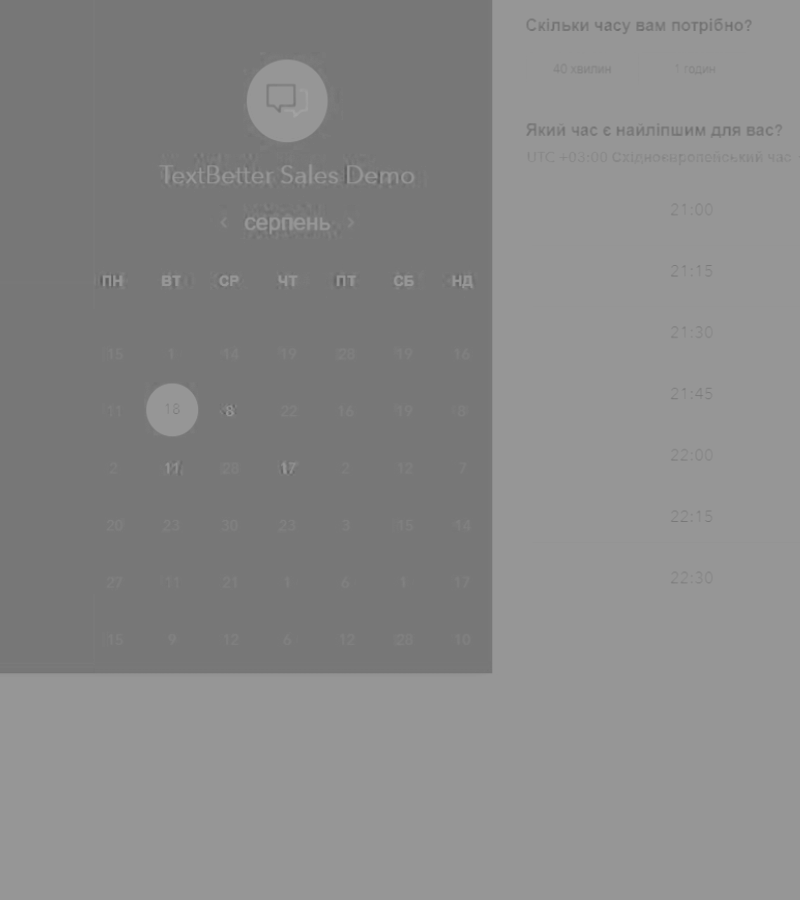 TextBetter Sales Demo
‹ серпень ›
ПН ВТ СР ЧТ ПТ СБ НД
15 1 14 19 28 19 16
11 18 8 22 16 19 8
2 11 28 17 2 12 7
20 23 30 23 3 15 14
27 11 21 1 6 1 17
15 9 12 6 12 28 10
Скільки часу вам потрібно?
40 хвилин 1 годин
Який час є найліпшим для вас?
UTC +03:00 Східноєвропейський час
21:00
21:15
21:30
21:45
22:00
22:15
22:30